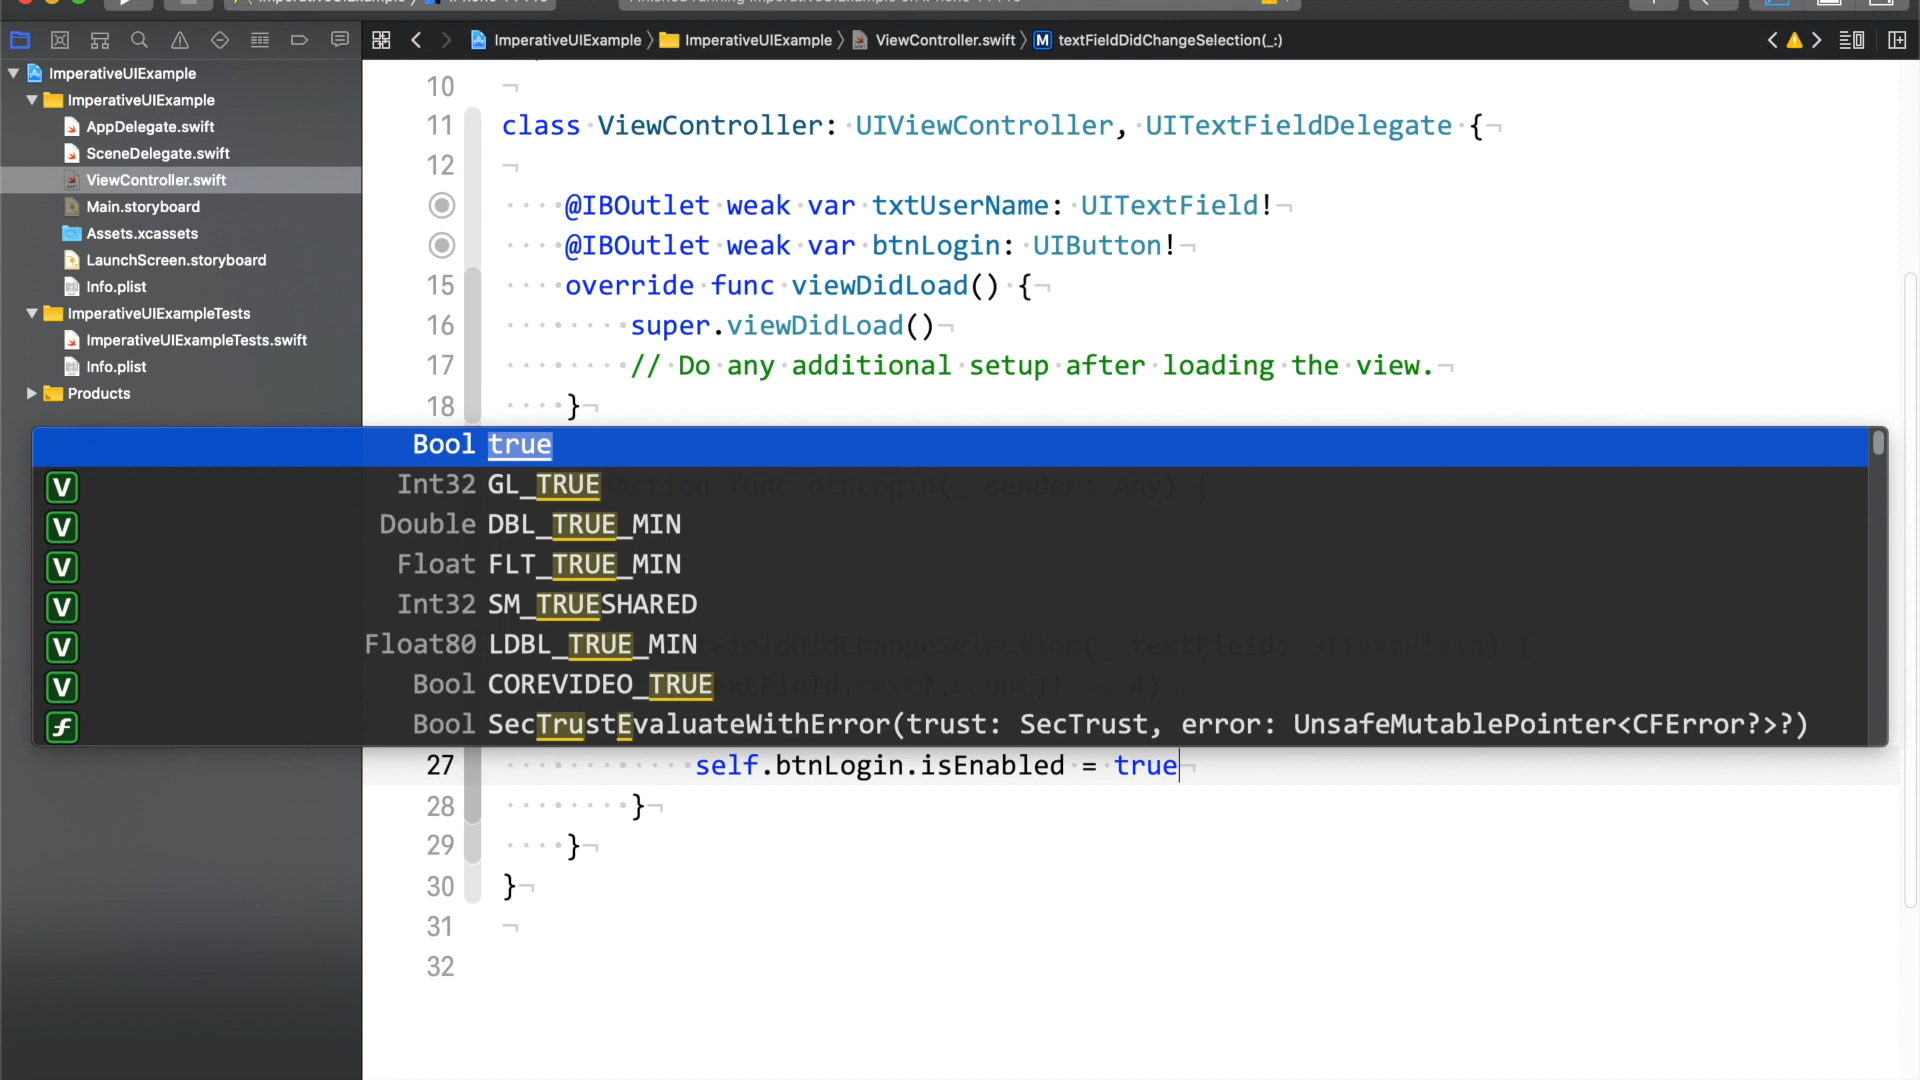 ImperativeUIExample
ImperativeUIExample
ViewController.swift
M textFieldDidChangeSelection(_:)
ImperativeUIExample
ImperativeUIExample
AppDelegate.swift
SceneDelegate.swift
ViewController.swift
Main.storyboard
Assets.xcassets
LaunchScreen.storyboard
Info.plist
ImperativeUIExampleTests
ImperativeUIExampleTests.swift
Info.plist
Products
10
11 class ViewController: UIViewController, UITextFieldDelegate {
12
@IBOutlet weak var txtUserName: UITextField!
@IBOutlet weak var btnLogin: UIButton!
15 override func viewDidLoad() {
16 super.viewDidLoad()
17 // Do any additional setup after loading the view.
18 }
Bool true
V Int32 GL_TRUE
V Double DBL_TRUE_MIN
V Float FLT_TRUE_MIN
V Int32 SM_TRUESHARED
V Float80 LDBL_TRUE_MIN
V Bool COREVIDEO_TRUE
f Bool SecTrustEvaluateWithError(trust: SecTrust, error: UnsafeMutablePointer<CFError?>?)
27 self.btnLogin.isEnabled = true
28 }
29 }
30 }
31
32